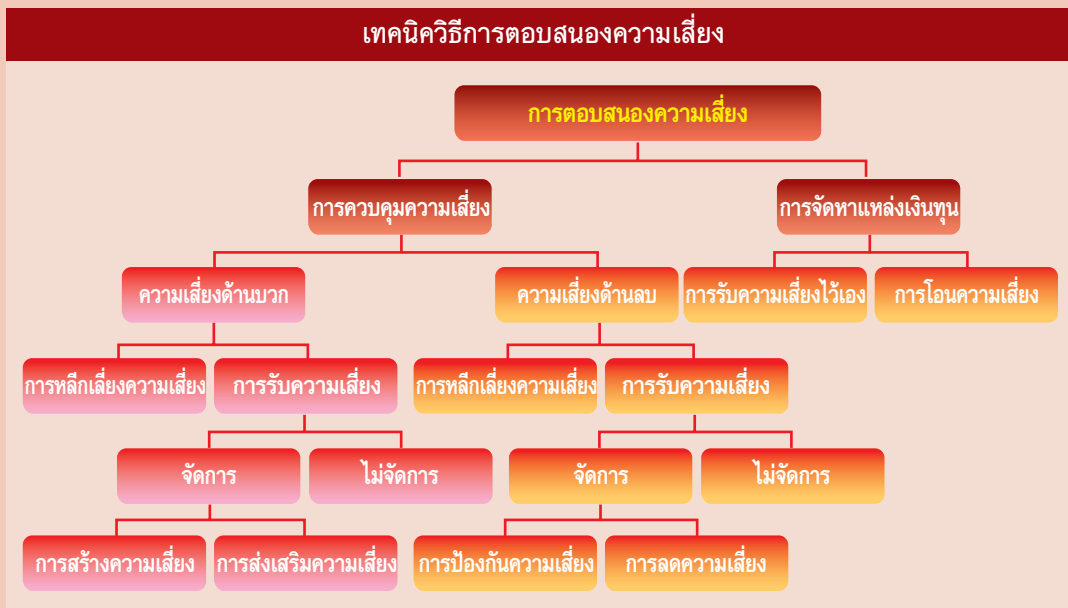 เทคนิควิธีการตอบสนองความเสี่ยง
การตอบสนองความเสี่ยง
การควบคุมความเสี่ยง
การจัดหาแหล่งเงินทุน
ความเสี่ยงด้านบวก
ความเสี่ยงด้านลบ
การรับความเสี่ยงไว้เอง
การโอนความเสี่ยง
การหลีกเลี่ยงความเสี่ยง
การรับความเสี่ยง
การหลีกเลี่ยงความเสี่ยง
การรับความเสี่ยง
จัดการ
ไม่จัดการ
จัดการ
ไม่จัดการ
การสร้างความเสี่ยง
การส่งเสริมความเสี่ยง
การป้องกันความเสี่ยง
การลดความเสี่ยง